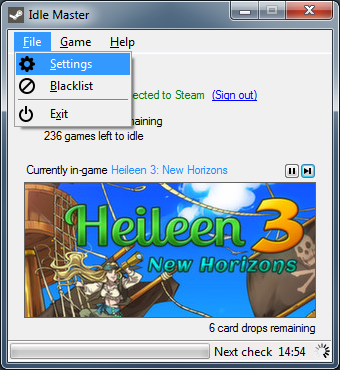 Idle Master
File Game Help
Settings
Blacklist
Exit
ected to Steam (Sign out)
aining
236 games left to idle
Currently in-game Heileen 3: New Horizons
Heileen 3
New Horizons
6 card drops remaining
Next check 14:54